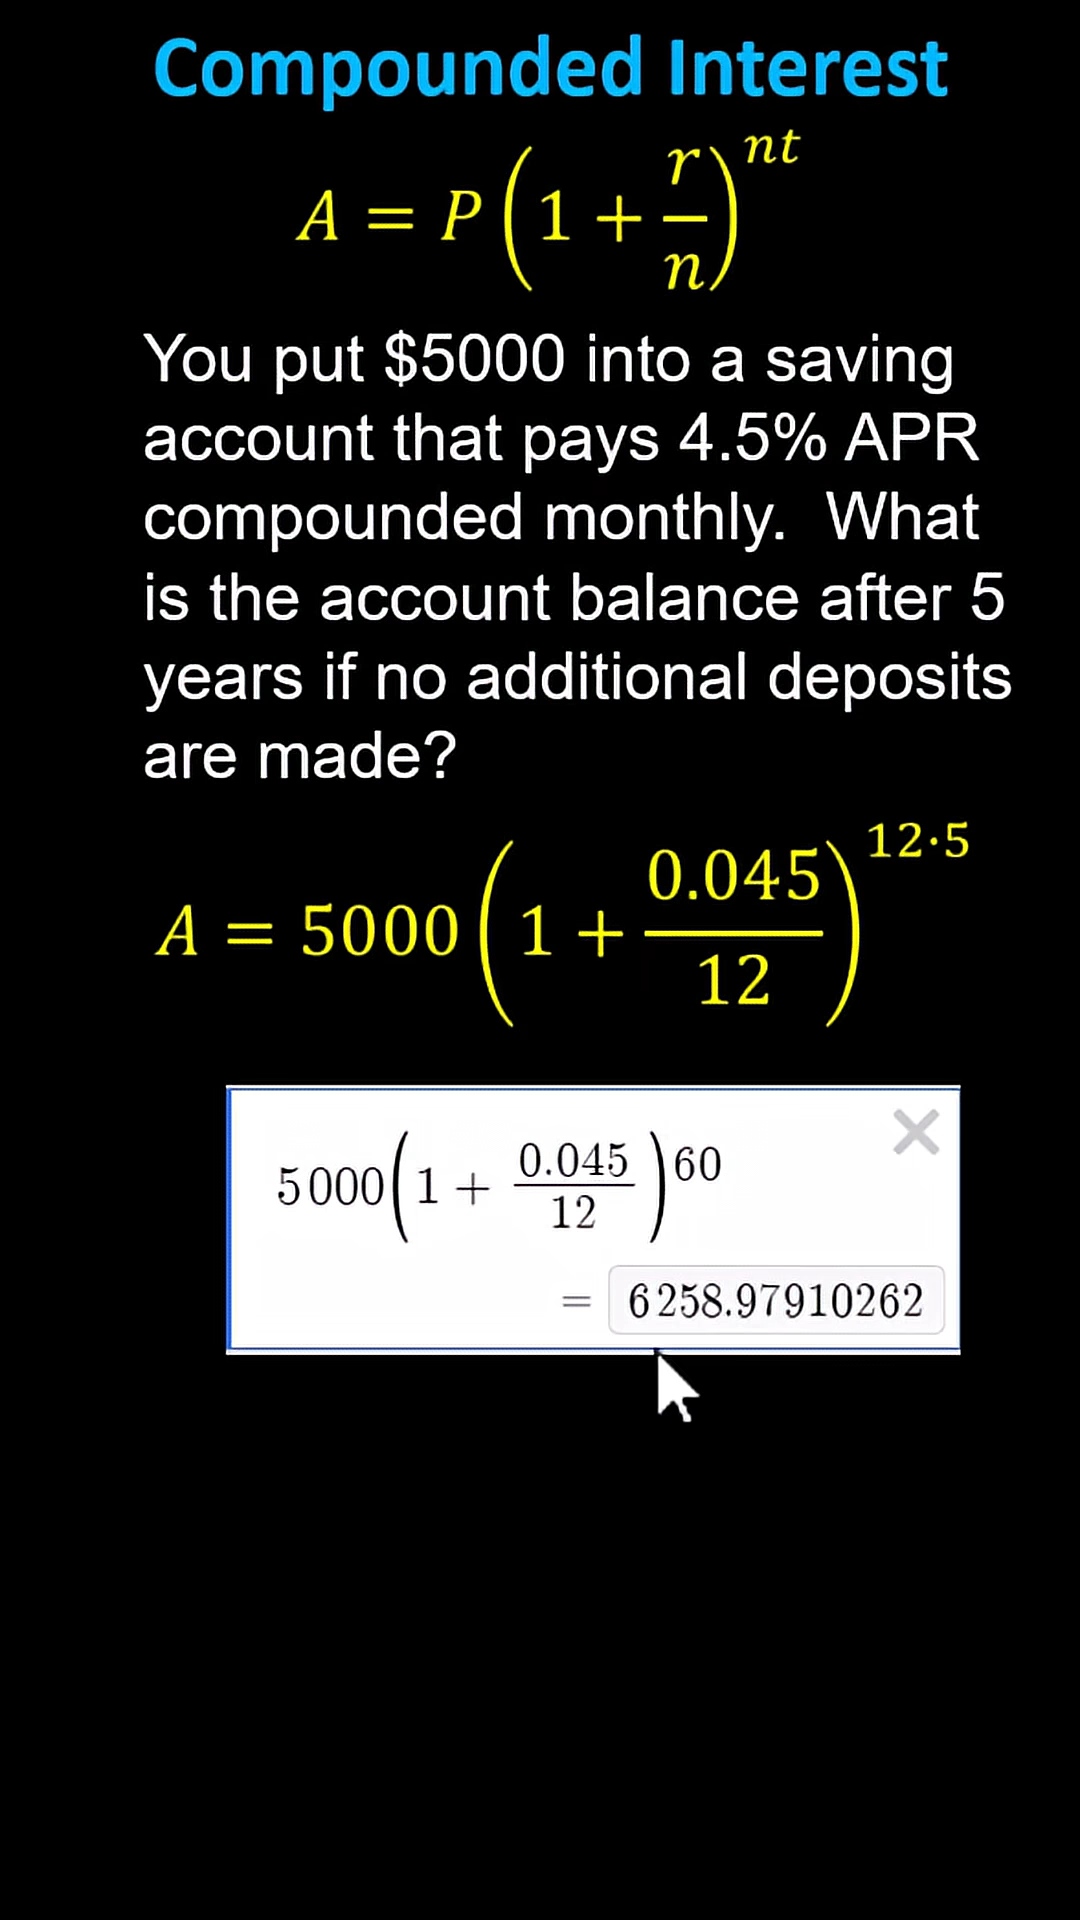 Compounded Interest
A = P(1 + r/n)^nt
You put $5000 into a saving
account that pays 4.5% APR
compounded monthly.  What
is the account balance after 5
years if no additional deposits
are made?
A = 5000(1 + 0.045/12)^12·5
5000(1 + 0.045/12)^60
= 6258.97910262